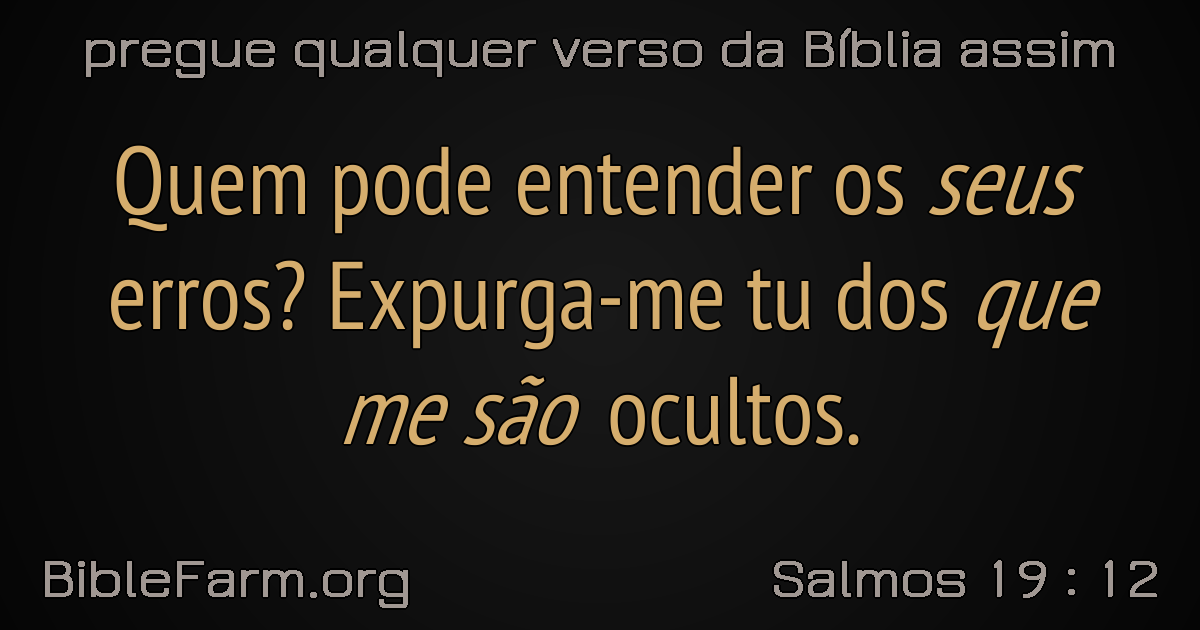 pregue qualquer verso da Bíblia assim
Quem pode entender os seus
erros? Expurga-me tu dos que
me são ocultos.
BibleFarm.org
Salmos 19 : 12